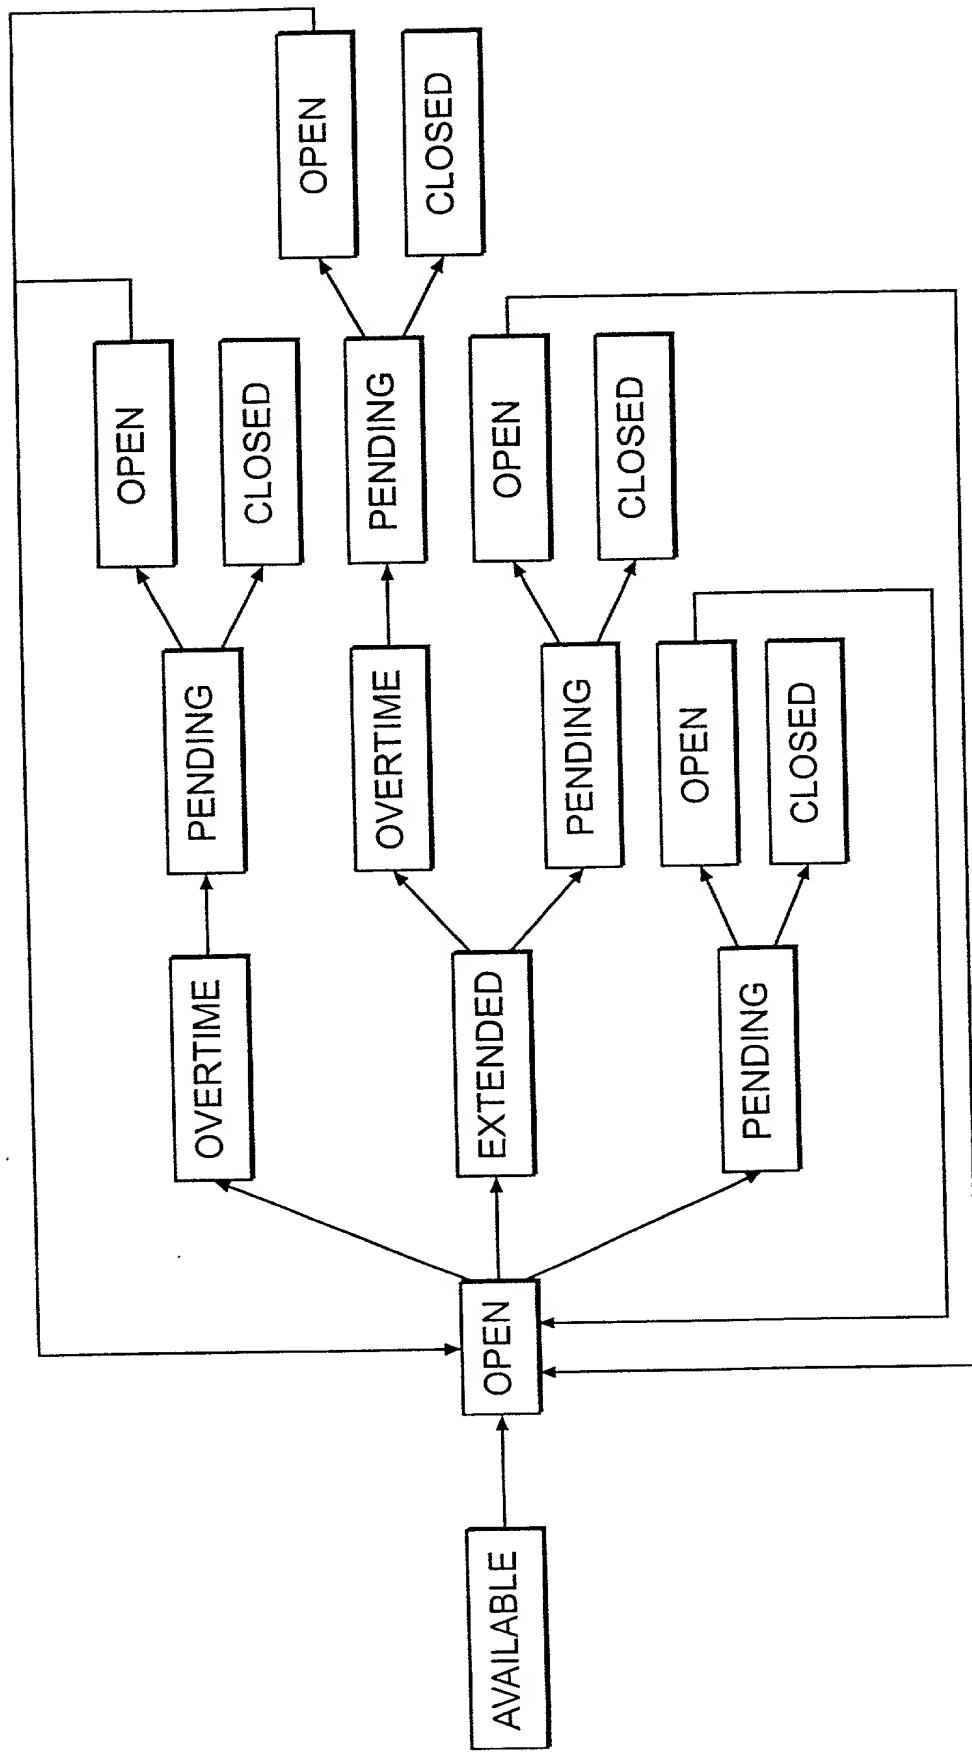 AVAILABLE
OPEN
OVERTIME
EXTENDED
PENDING
PENDING
OVERTIME
PENDING
OPEN
CLOSED
OPEN
CLOSED
PENDING
OPEN
CLOSED
OPEN
CLOSED